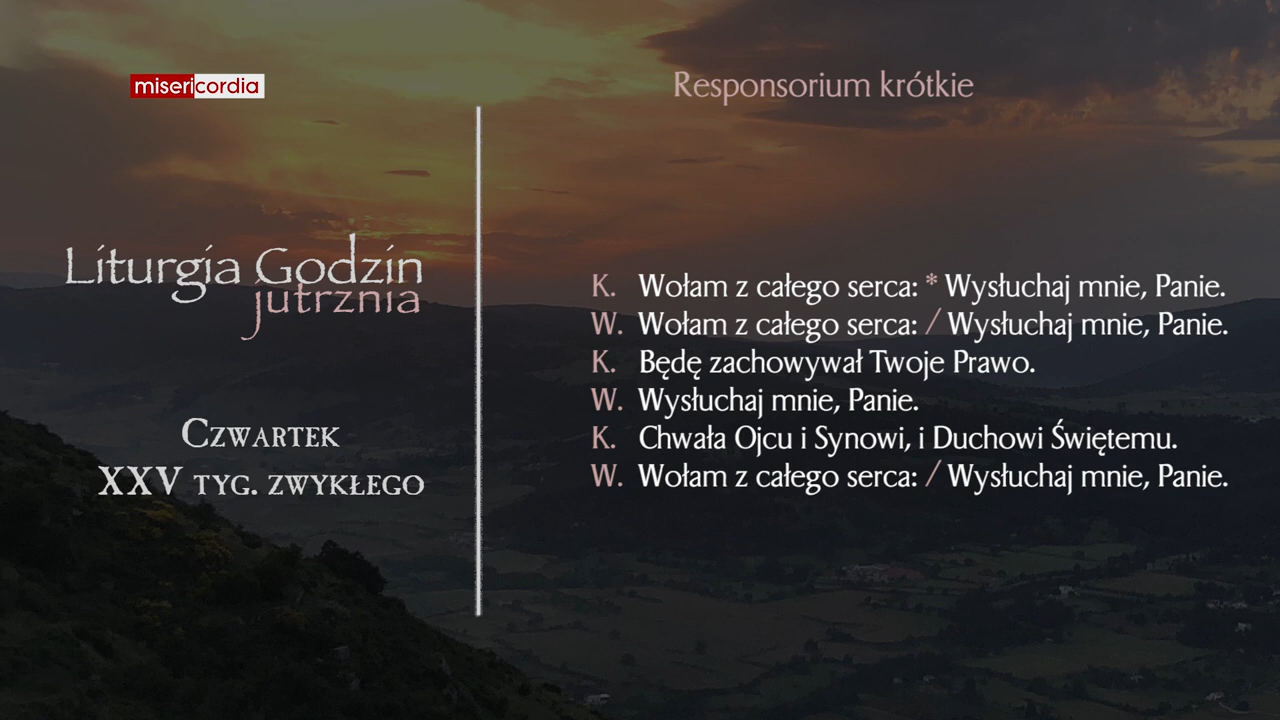 misericordia
Liturgia Godzin
jutrznia
Czwartek
XXV tyg. zwykłego
Responsorium krótkie
K. Wołam z całego serca: * Wysłuchaj mnie, Panie.
W. Wołam z całego serca: / Wysłuchaj mnie, Panie.
K. Będę zachowywał Twoje Prawo.
W. Wysłuchaj mnie, Panie.
K. Chwała Ojcu i Synowi, i Duchowi Świętemu.
W. Wołam z całego serca: / Wysłuchaj mnie, Panie.